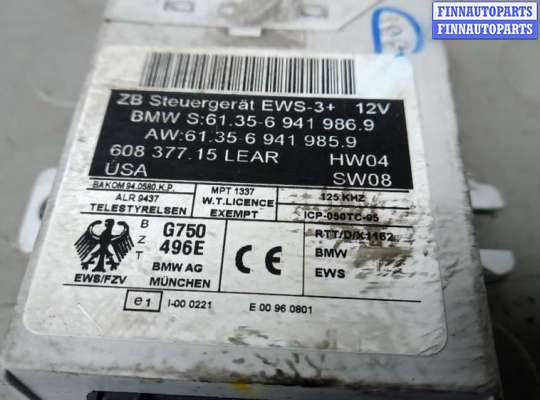 FINNAUTOPARTS
FINNAUTOPARTS
FINNAUTOPARTS
ZB Steuergerät EWS-3+ 12V
BMW S:61.35-6 941 986.9
AW:61.35-6 941 985.9
608 377.15 LEAR HW04
USA SW08
BAKOM 94.0580.K.P.
ALR 9437
TELESTYRELSEN
MPT 1337
W.T.LICENCE
EXEMPT
125 KHZ
ICP-050TC-95
EWS/FZV
B
Z
T
G750
496E
BMW AG
MÜNCHEN
CE
RTT/D/X1162
BMW
EWS
e1
I-00 0221
E 00 96 0801